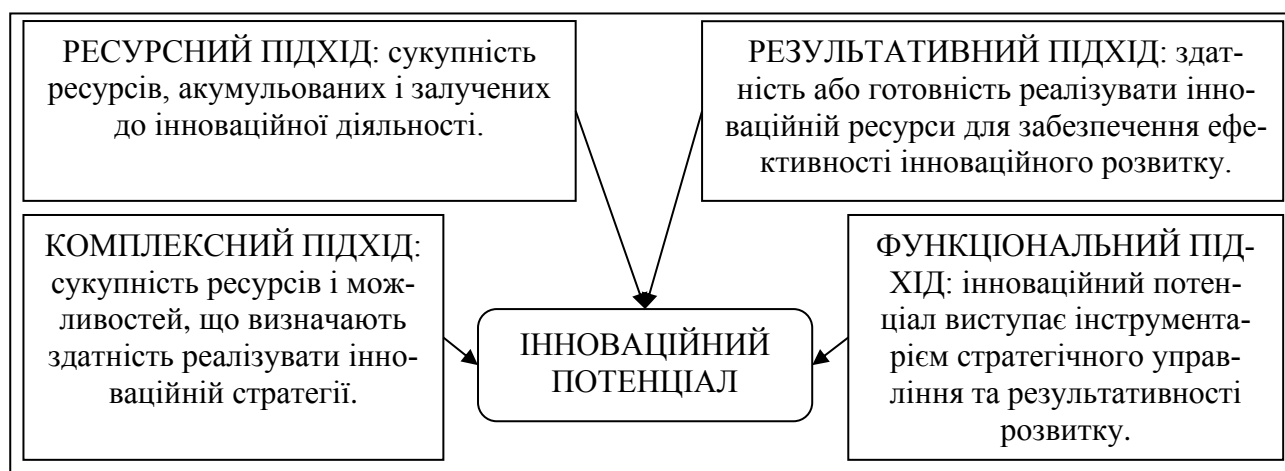 РЕСУРСНИЙ ПІДХІД: сукупність
ресурсів, акумульованих і залучених
до інноваційної діяльності.
РЕЗУЛЬТАТИВНИЙ ПІДХІД: здат-
ність або готовність реалізувати інно-
ваційній ресурси для забезпечення ефе-
ктивності інноваційного розвитку.
КОМПЛЕКСНИЙ ПІДХІД:
сукупність ресурсів і мож-
ливостей, що визначають
здатність реалізувати інно-
ваційній стратегії.
ІННОВАЦІЙНИЙ
ПОТЕНЦІАЛ
ФУНКЦІОНАЛЬНИЙ ПІД-
ХІД: інноваційний потен-
ціал виступає інструмента-
рієм стратегічного управ-
ління та результативності
розвитку.